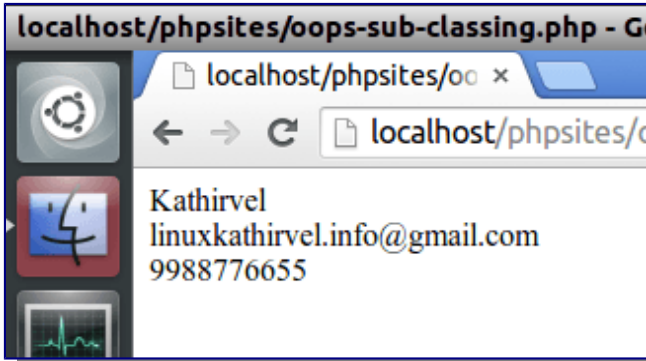 localhost/phpsites/oops-sub-classing.php - G
localhost/phpsites/oo ×
localhost/phpsites/
Kathirvel
linuxkathirvel.info@gmail.com
9988776655